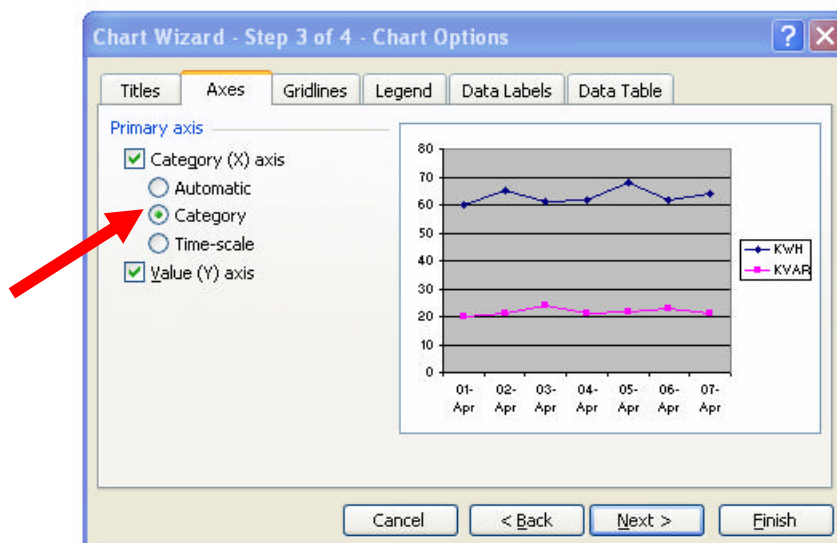 Chart Wizard - Step 3 of 4 - Chart Options
Titles Axes Gridlines Legend Data Labels Data Table
Primary axis
Category (X) axis
Automatic
Category
Time-scale
Value (Y) axis
80
70
60
50
40
30
20
10
0
01- 02- 03- 04- 05- 06- 07-
Apr Apr Apr Apr Apr Apr Apr
KWH
KVAR
Cancel < Back Next > Finish